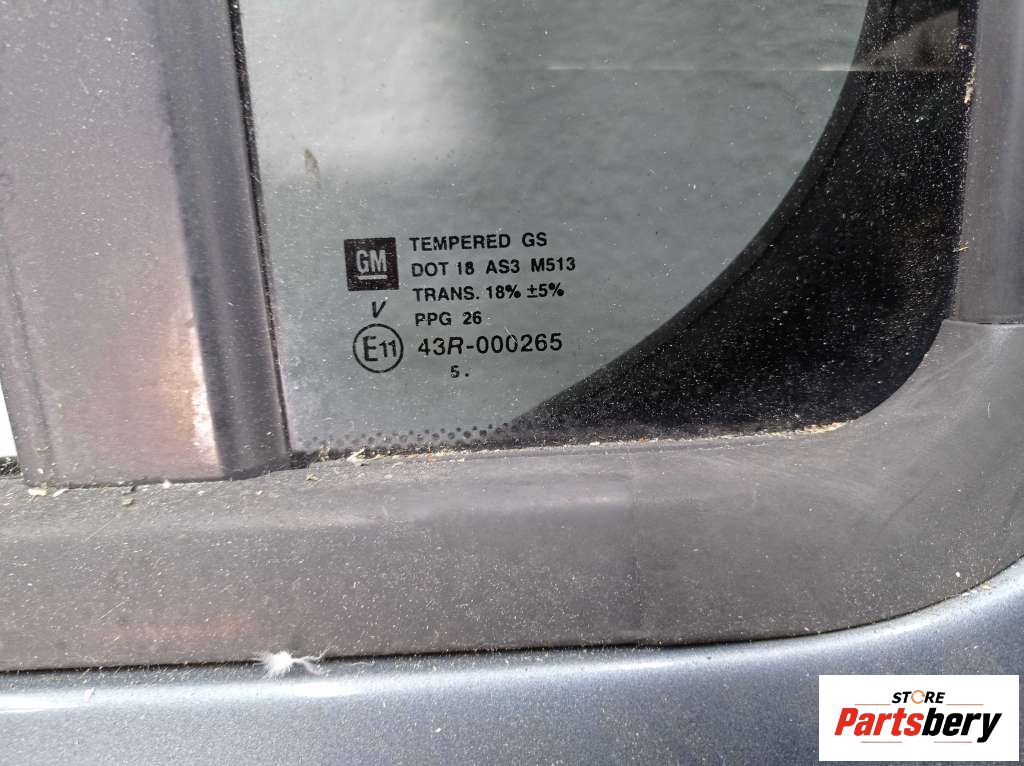 GM
TEMPERED GS
DOT 18 AS3 M513
TRANS. 18% ±5%
V
PPG 26
E11
43R-000265
5.
STORE
Partsbery